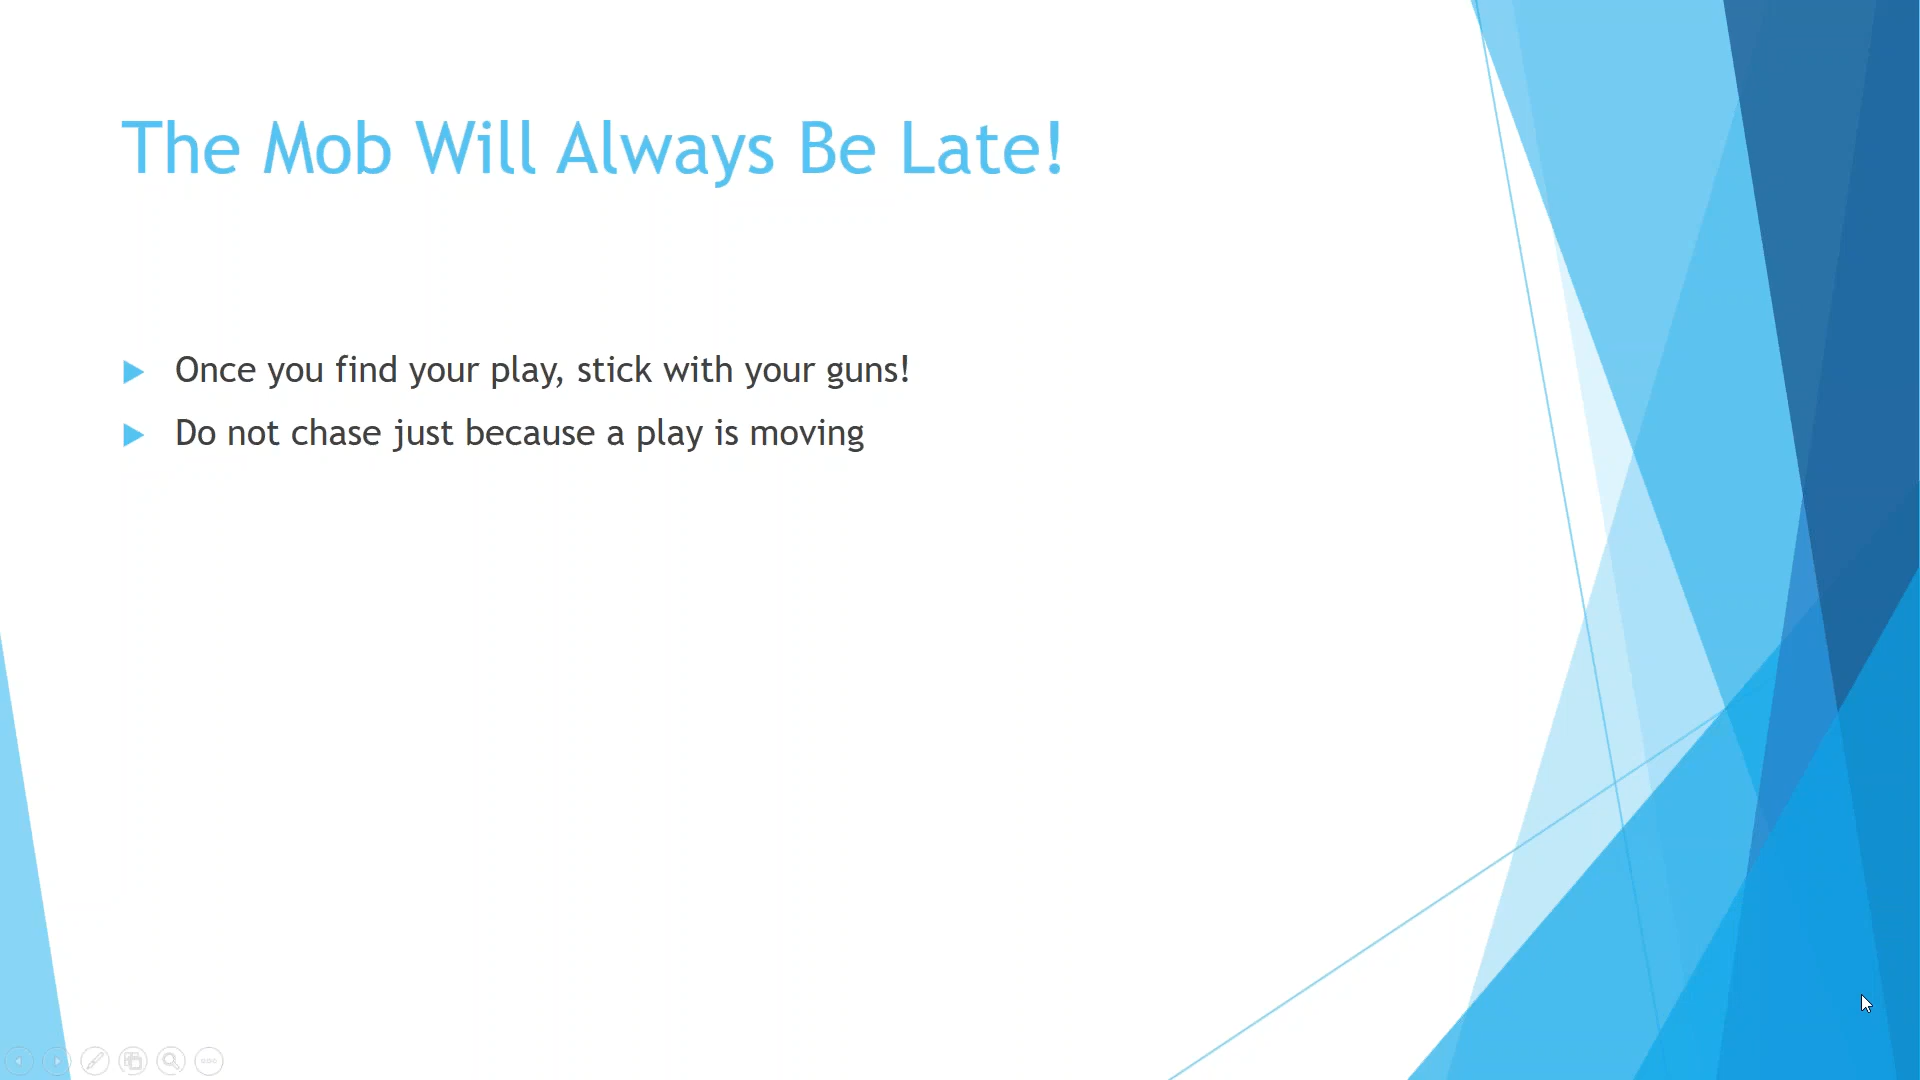 The Mob Will Always Be Late!
Once you find your play, stick with your guns!
Do not chase just because a play is moving